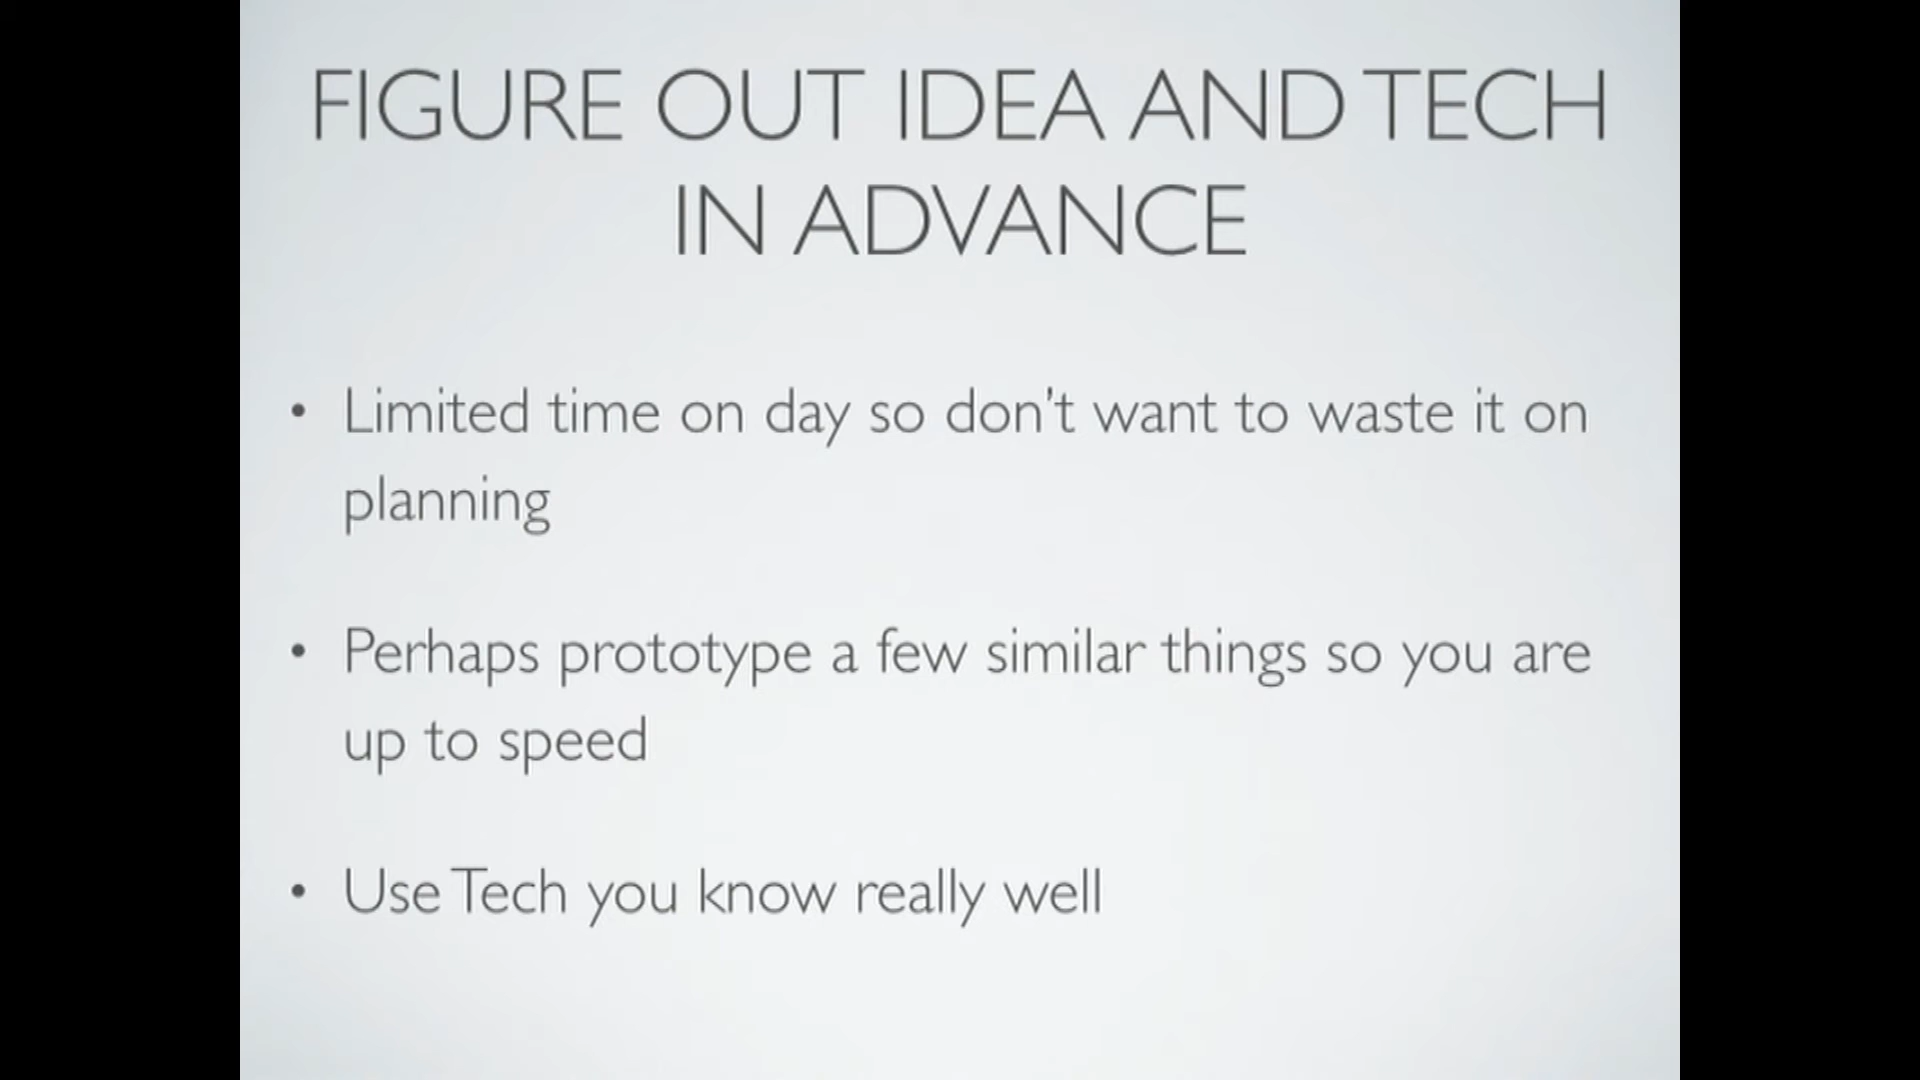 FIGURE OUT IDEA AND TECH
IN ADVANCE
• Limited time on day so don't want to waste it on
planning
• Perhaps prototype a few similar things so you are
up to speed
• Use Tech you know really well